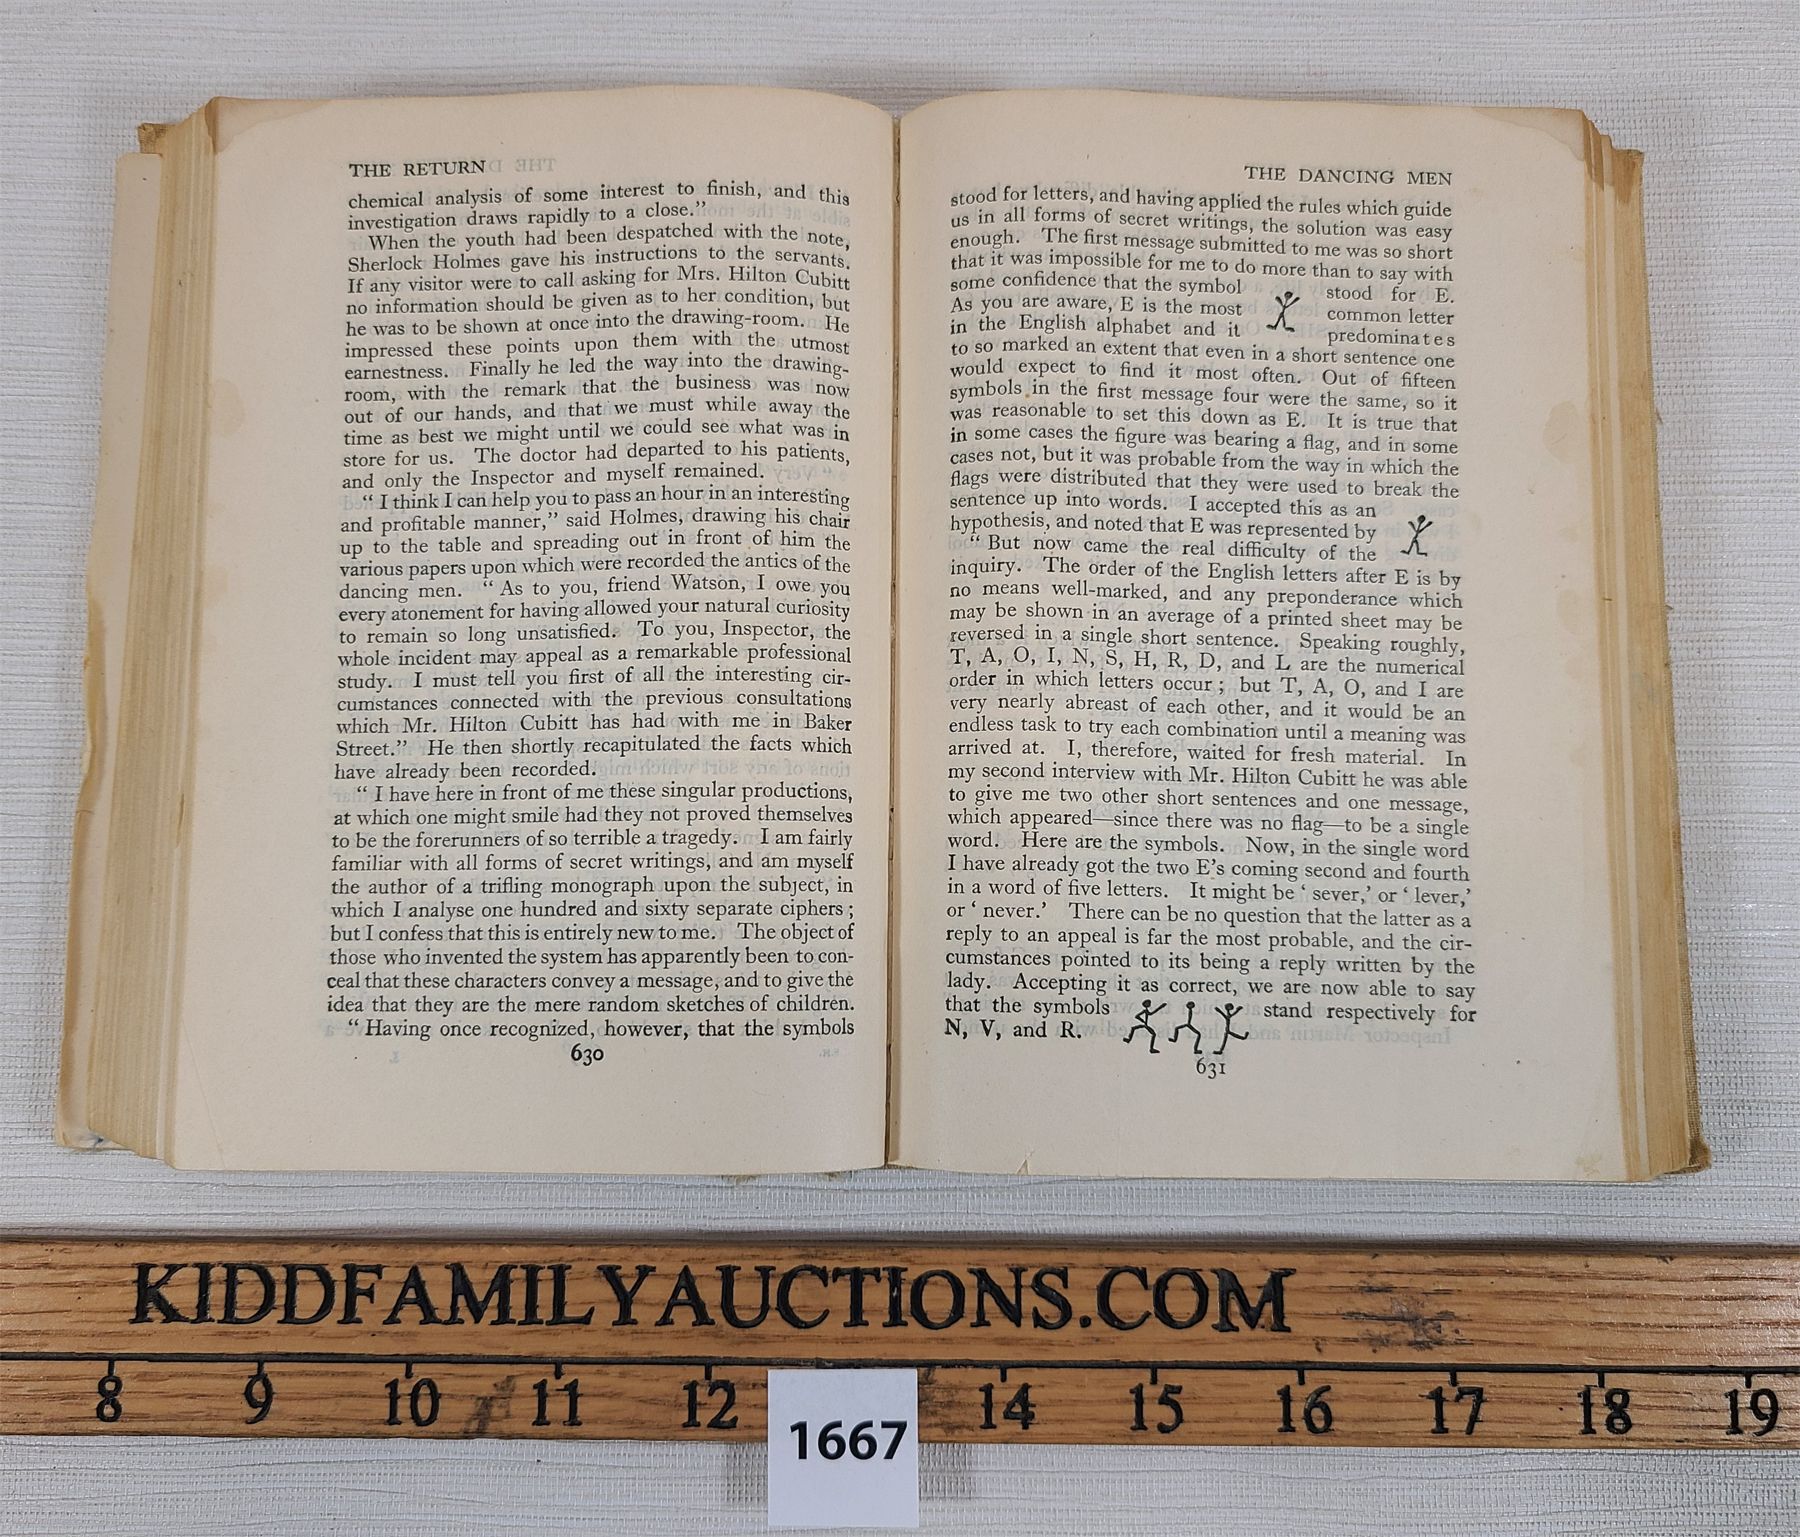 THE RETURN
chemical analysis of some interest to finish, and this
investigation draws rapidly to a close.”
When the youth had been despatched with the note,
Sherlock Holmes gave his instructions to the servants.
If any visitor were to call asking for Mrs. Hilton Cubitt
no information should be given as to her condition, but
he was to be shown at once into the drawing-room. He
impressed these points upon them with the utmost
earnestness. Finally he led the way into the drawing-
room, with the remark that the business was now
out of our hands, and that we must while away the
time as best we might until we could see what was in
store for us. The doctor had departed to his patients,
and only the Inspector and myself remained.
“ I think I can help you to pass an hour in an interesting
and profitable manner,” said Holmes, drawing his chair
up to the table and spreading out in front of him the
various papers upon which were recorded the antics of the
dancing men. “ As to you, friend Watson, I owe you
every atonement for having allowed your natural curiosity
to remain so long unsatisfied. To you, Inspector, the
whole incident may appeal as a remarkable professional
study. I must tell you first of all the interesting cir-
cumstances connected with the previous consultations
which Mr. Hilton Cubitt has had with me in Baker
Street.” He then shortly recapitulated the facts which
have already been recorded.
“ I have here in front of me these singular productions,
at which one might smile had they not proved themselves
to be the forerunners of so terrible a tragedy. I am fairly
familiar with all forms of secret writings, and am myself
the author of a trifling monograph upon the subject, in
which I analyse one hundred and sixty separate ciphers ;
but I confess that this is entirely new to me. The object of
those who invented the system has apparently been to con-
ceal that these characters convey a message, and to give the
idea that they are the mere random sketches of children.
“ Having once recognized, however, that the symbols
630
THE DANCING MEN
stood for letters, and having applied the rules which guide
us in all forms of secret writings, the solution was easy
enough. The first message submitted to me was so short
that it was impossible for me to do more than to say with
some confidence that the symbol stood for E.
As you are aware, E is the most common letter
in the English alphabet and it predominates
to so marked an extent that even in a short sentence one
would expect to find it most often. Out of fifteen
symbols in the first message four were the same, so it
was reasonable to set this down as E. It is true that
in some cases the figure was bearing a flag, and in some
cases not, but it was probable from the way in which the
flags were distributed that they were used to break the
sentence up into words. I accepted this as an
hypothesis, and noted that E was represented by
“ But now came the real difficulty of the
inquiry. The order of the English letters after E is by
no means well-marked, and any preponderance which
may be shown in an average of a printed sheet may be
reversed in a single short sentence. Speaking roughly,
T, A, O, I, N, S, H, R, D, and L are the numerical
order in which letters occur ; but T, A, O, and I are
very nearly abreast of each other, and it would be an
endless task to try each combination until a meaning was
arrived at. I, therefore, waited for fresh material. In
my second interview with Mr. Hilton Cubitt he was able
to give me two other short sentences and one message,
which appeared—since there was no flag—to be a single
word. Here are the symbols. Now, in the single word
I have already got the two E’s coming second and fourth
in a word of five letters. It might be ‘ sever,’ or ‘ lever,’
or ‘ never.’ There can be no question that the latter as a
reply to an appeal is far the most probable, and the cir-
cumstances pointed to its being a reply written by the
lady. Accepting it as correct, we are now able to say
that the symbols stand respectively for
N, V, and R.
631
KIDDFAMILYAUCTIONS.COM
8 9 10 11 12 14 15 16 17 18 19
1667